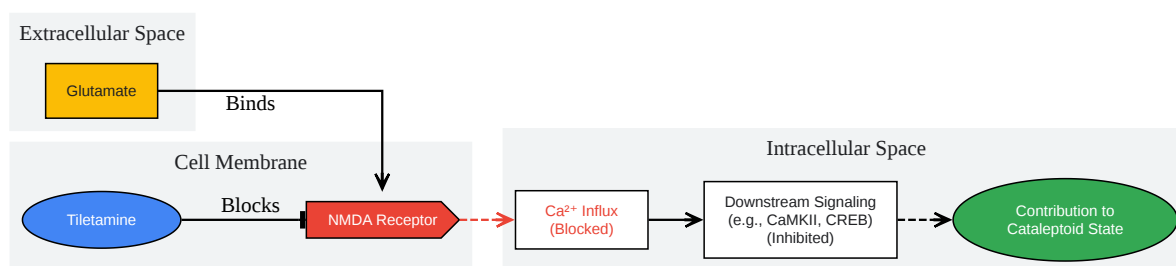 Extracellular Space
Glutamate
Binds
Cell Membrane
Tiletamine
Blocks
NMDA Receptor
Intracellular Space
Ca²⁺ Influx
(Blocked)
Downstream Signaling
(e.g., CaMKII, CREB)
(Inhibited)
Contribution to
Cataleptoid State